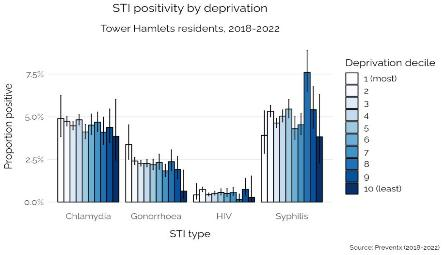 STI positivity by deprivation
Tower Hamlets residents, 2018-2022
Proportion positive
7.5%
5.0%
2.5%
0.0%
Chlamydia Gonorrhoea HIV Syphilis
STI type
Deprivation decile
1 (most)
2
3
4
5
6
7
8
9
10 (least)
Source: Preventx (2018-2022)